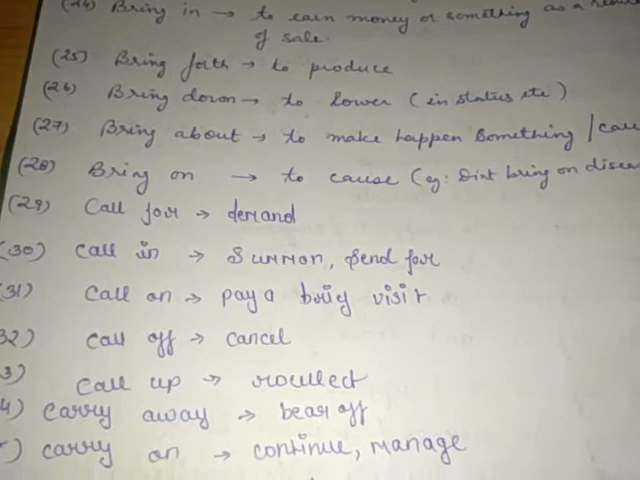 (24) Bring in → to earn money or something as a result
of sale.
(25) Bring forth → to produce
(26) Bring down → to lower (in status etc)
(27) Bring about → to make happen something / cau
(28) Bring on → to cause (eg: Dirt bring on disea
(29) Call for → demand
(30) Call in → Summon, Send for
(31) Call on → pay a brief visit
32) Call off → cancel
3) Call up → recollect
4) Carry away → bear off
) Carry on → continue, manage